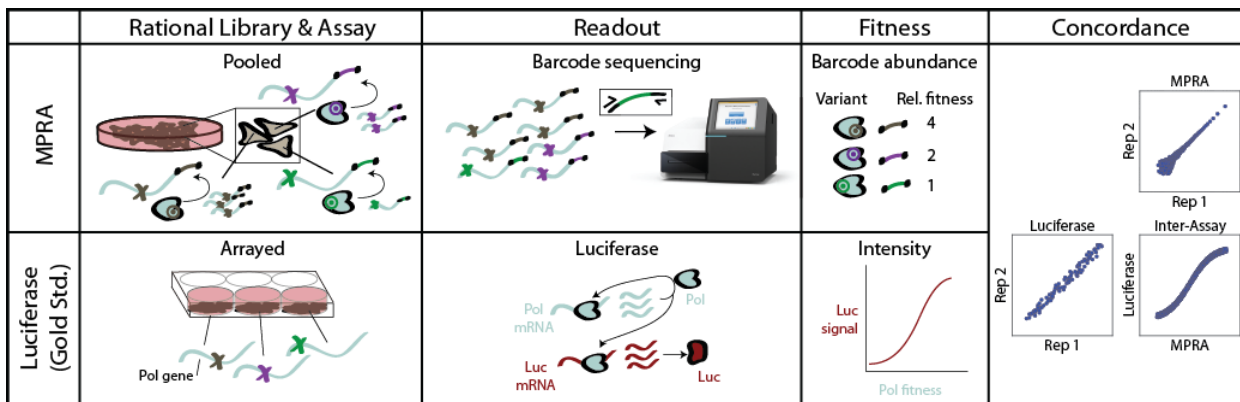 Rational Library & Assay
Readout
Fitness
Concordance
MPRA
Pooled
Barcode sequencing
Barcode abundance
Variant
Rel. fitness
4
2
1
MPRA
Rep 2
Rep 1
Luciferase
Rep 2
Rep 1
Inter-Assay
Luciferase
MPRA
Luciferase
(Gold Std.)
Arrayed
Pol gene
Luciferase
Pol
mRNA
Pol
Luc
mRNA
Luc
Intensity
Luc
signal
Pol fitness